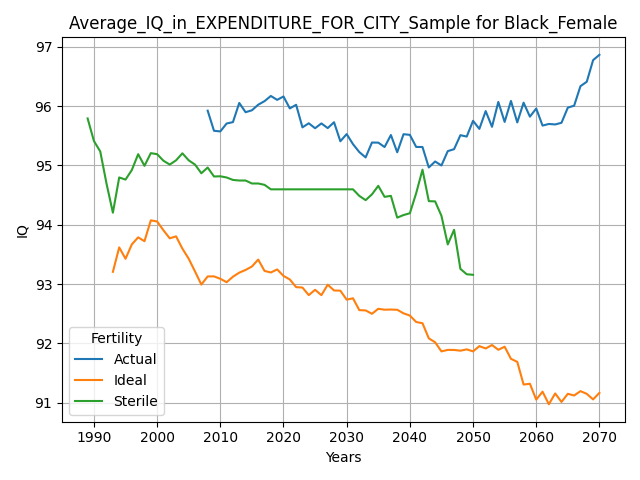 Average_IQ_in_EXPENDITURE_FOR_CITY_Sample for Black_Female
97
96
95
94
93
92
91
IQ
Fertility
Actual
Ideal
Sterile
1990 2000 2010 2020 2030 2040 2050 2060 2070
Years